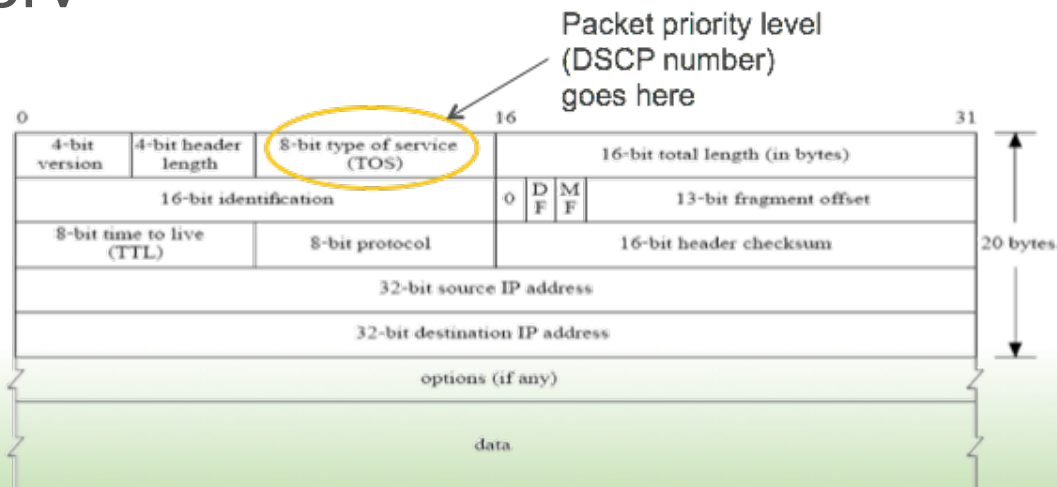 Packet priority level
(DSCP number)
goes here
0 16 31
4-bit version 4-bit header length 8-bit type of service (TOS) 16-bit total length (in bytes)
16-bit identification 0 D F M F 13-bit fragment offset
8-bit time to live (TTL) 8-bit protocol 16-bit header checksum
20 bytes
32-bit source IP address
32-bit destination IP address
options (if any)
data